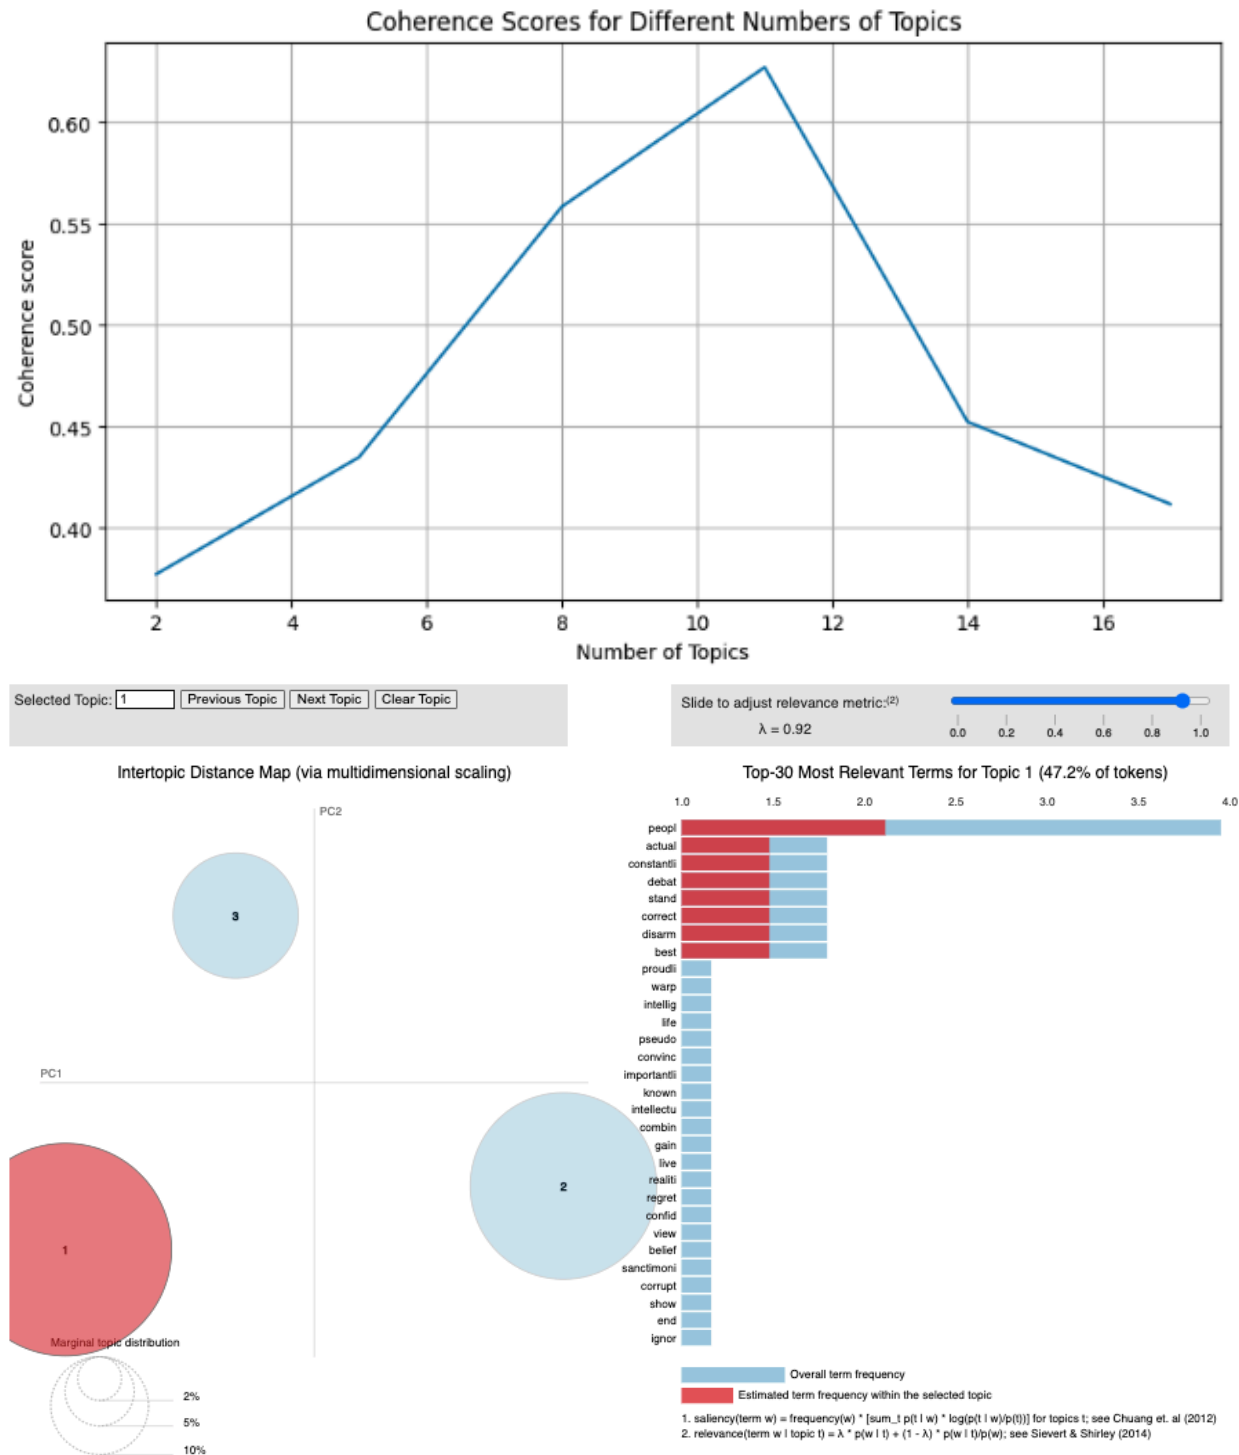 Coherence Scores for Different Numbers of Topics
Coherence score
0.60
0.55
0.50
0.45
0.40
2 4 6 8 10 12 14 16
Number of Topics
Selected Topic: 1 Previous Topic Next Topic Clear Topic
Slide to adjust relevance metric:(2)
λ = 0.92
0.0 0.2 0.4 0.6 0.8 1.0
Intertopic Distance Map (via multidimensional scaling)
PC2
3
PC1
2
1
Marginal topic distribution
2%
5%
10%
Top-30 Most Relevant Terms for Topic 1 (47.2% of tokens)
1.0 1.5 2.0 2.5 3.0 3.5 4.0
peopl
actual
constantli
debat
stand
correct
disarm
best
proudli
warp
intellig
life
pseudo
convinc
importantli
known
intellectu
combin
gain
live
realiti
regret
confid
view
belief
sanctimoni
corrupt
show
end
ignor
Overall term frequency
Estimated term frequency within the selected topic
1. saliency(term w) = frequency(w) * [sum_t p(t | w) * log(p(t | w)/p(t))] for topics t; see Chuang et. al (2012)
2. relevance(term w | topic t) = λ * p(w | t) + (1 - λ) * p(w | t)/p(w); see Sievert & Shirley (2014)